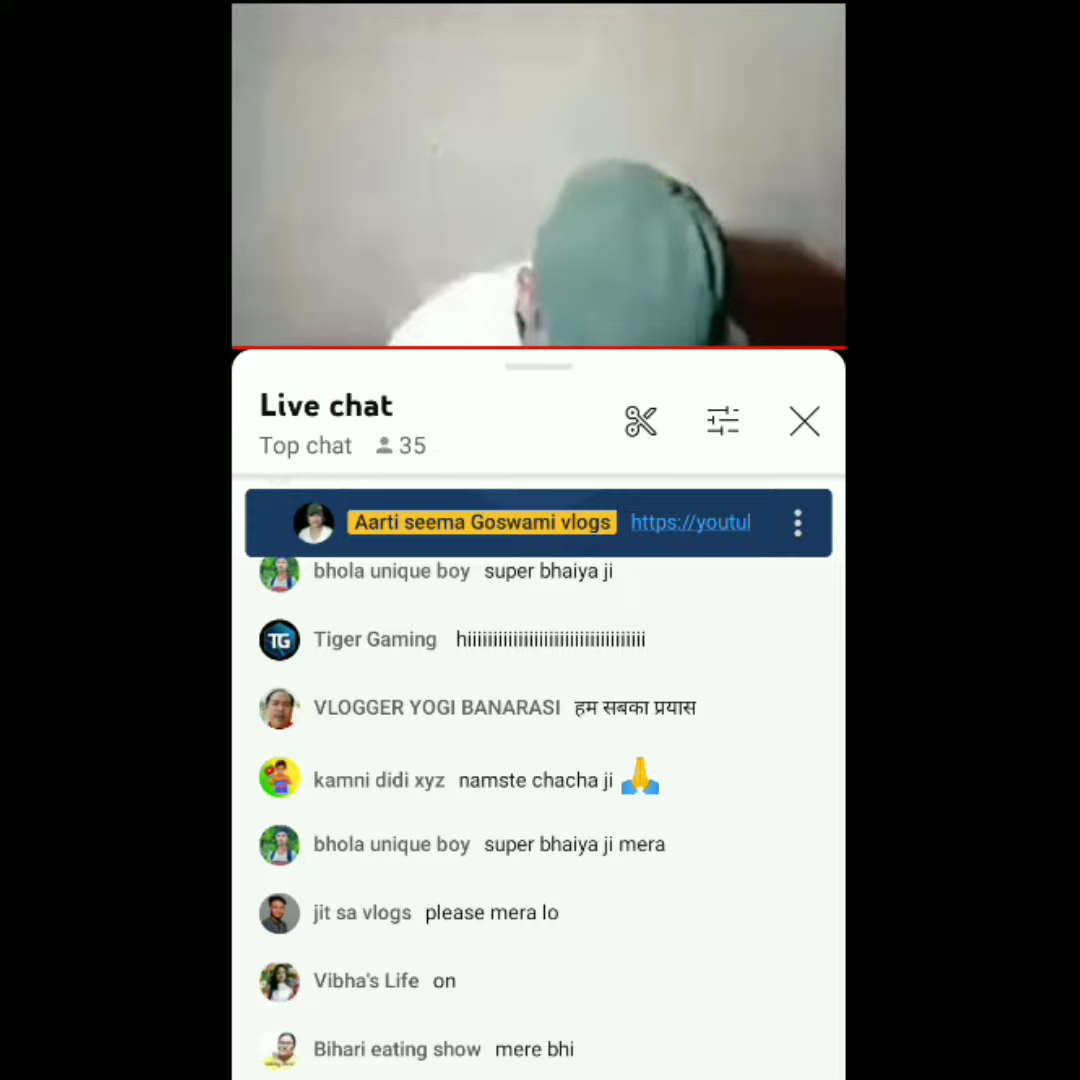 Live chat
Top chat 35
Aarti seema Goswami vlogs https://youtul
bhola unique boy super bhaiya ji
TG Tiger Gaming hiiiiiiiiiiiiiiiiiiiiiiiiiiiiiiiiiii
VLOGGER YOGI BANARASI हम सबका प्रयास
kamni didi xyz namste chacha ji 🙏
bhola unique boy super bhaiya ji mera
jit sa vlogs please mera lo
Vibha's Life on
Bihari eating show mere bhi